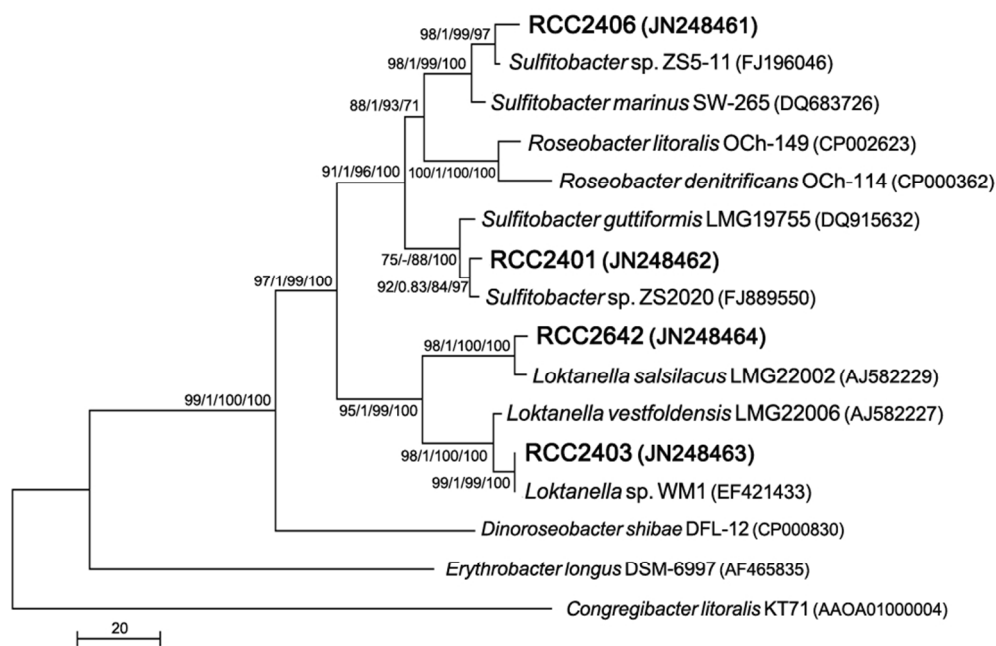 RCC2406 (JN248461)
98/1/99/97
Sulfitobacter sp. ZS5-11 (FJ196046)
98/1/99/100
Sulfitobacter marinus SW-265 (DQ683726)
88/1/93/71
Roseobacter litoralis OCh-149 (CP002623)
91/1/96/100
100/1/100/100
Roseobacter denitrificans OCh-114 (CP000362)
Sulfitobacter guttiformis LMG19755 (DQ915632)
75/-/88/100
RCC2401 (JN248462)
97/1/99/100
92/0.83/84/97
Sulfitobacter sp. ZS2020 (FJ889550)
RCC2642 (JN248464)
98/1/100/100
Loktanella salsilacus LMG22002 (AJ582229)
99/1/100/100
95/1/99/100
Loktanella vestfoldensis LMG22006 (AJ582227)
98/1/100/100
RCC2403 (JN248463)
99/1/99/100
Loktanella sp. WM1 (EF421433)
Dinoroseobacter shibae DFL-12 (CP000830)
Erythrobacter longus DSM-6997 (AF465835)
Congregibacter litoralis KT71 (AAOA01000004)
20